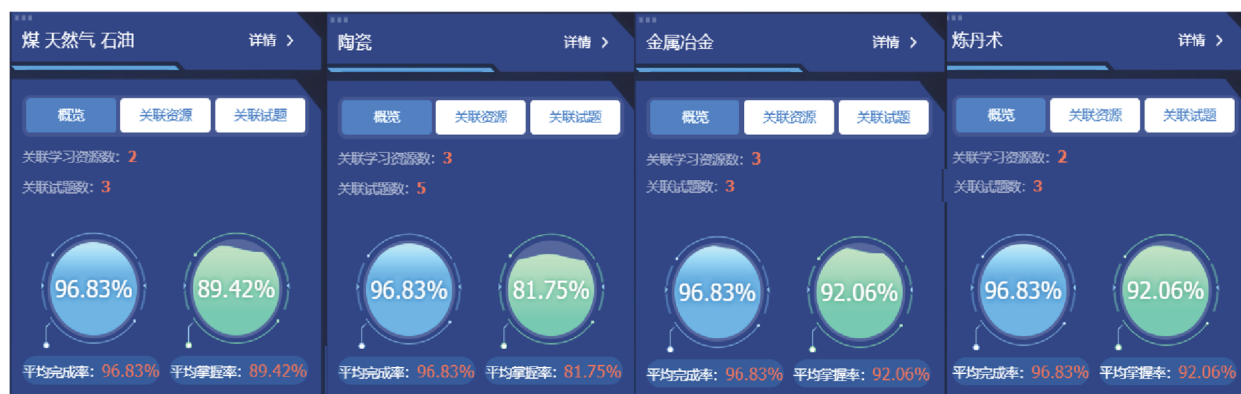 煤 天然气 石油 详情 >
概览 关联资源 关联试题
关联学习资源数：2
关联试题数：3
96.83% 89.42%
平均完成率：96.83% 平均掌握率：89.42%
陶瓷 详情 >
概览 关联资源 关联试题
关联学习资源数：3
关联试题数：5
96.83% 81.75%
平均完成率：96.83% 平均掌握率：81.75%
金属冶金 详情 >
概览 关联资源 关联试题
关联学习资源数：3
关联试题数：3
96.83% 92.06%
平均完成率：96.83% 平均掌握率：92.06%
炼丹术 详情 >
概览 关联资源 关联试题
关联学习资源数：2
关联试题数：3
96.83% 92.06%
平均完成率：96.83% 平均掌握率：92.06%